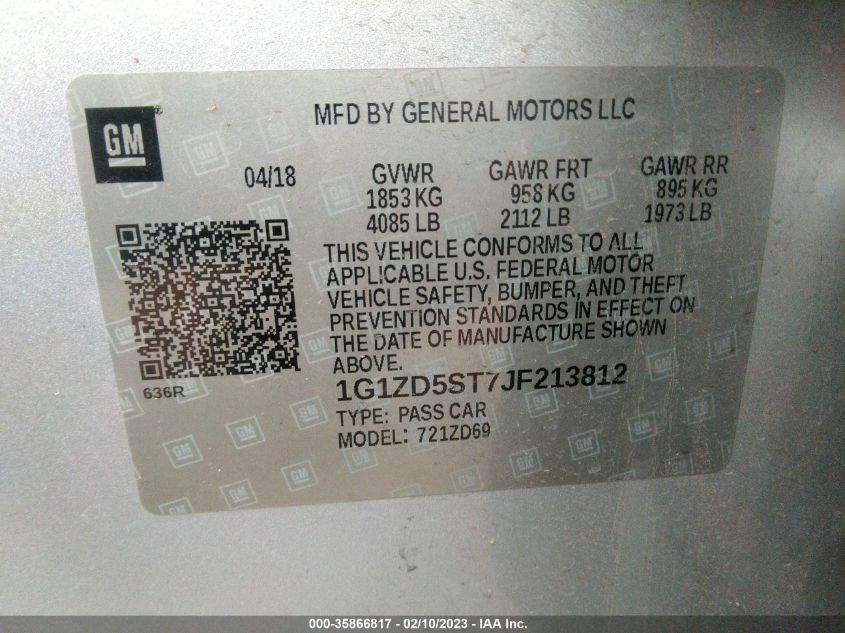 GM
MFD BY GENERAL MOTORS LLC
04/18 GVWR GAWR FRT GAWR RR
1853 KG 958 KG 895 KG
4085 LB 2112 LB 1973 LB
THIS VEHICLE CONFORMS TO ALL
APPLICABLE U.S. FEDERAL MOTOR
VEHICLE SAFETY, BUMPER, AND THEFT
PREVENTION STANDARDS IN EFFECT ON
THE DATE OF MANUFACTURE SHOWN
ABOVE.
636R
1G1ZD5ST7JF213812
TYPE: PASS CAR
MODEL: 721ZD69
000-35866817 - 02/10/2023 - IAA Inc.